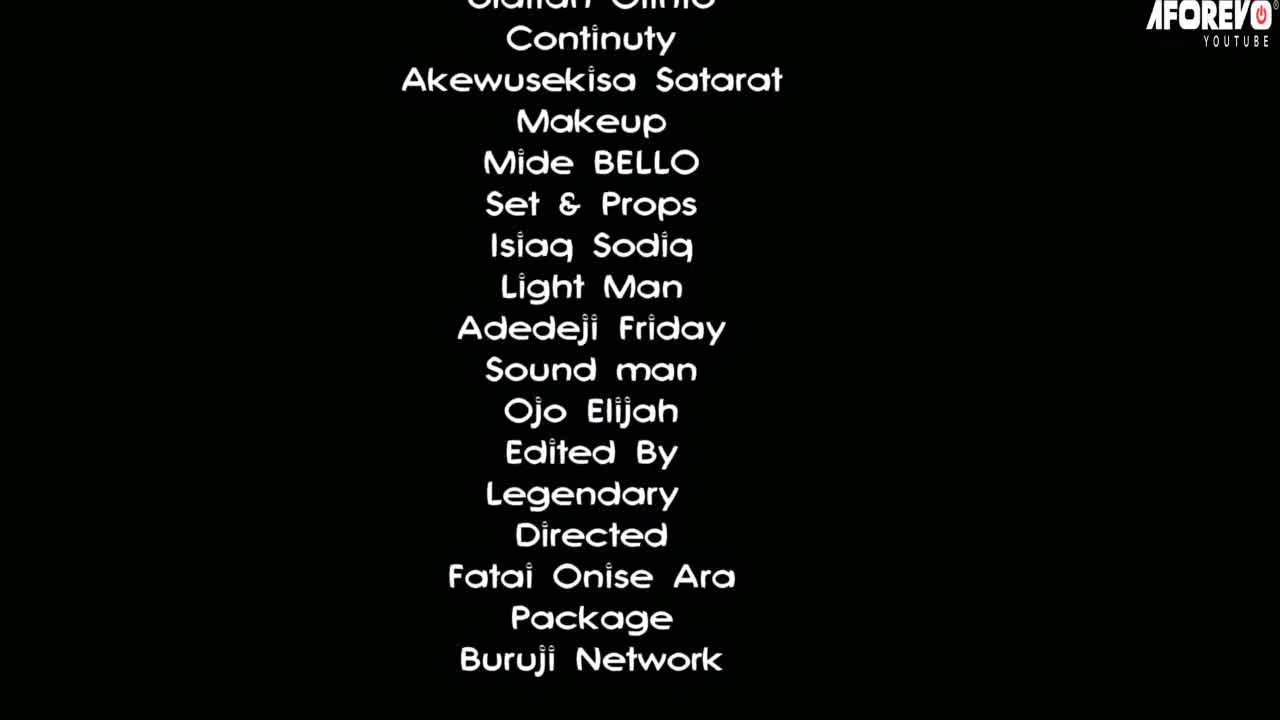 Continuty
Akewusekisa Satarat
Makeup
Mide BELLO
Set & Props
Isiaq Sodiq
Light Man
Adedeji Friday
Sound man
Ojo Elijah
Edited By
Legendary
Directed
Fatai Onise Ara
Package
Buruji Network
AFOREVO
YOUTUBE